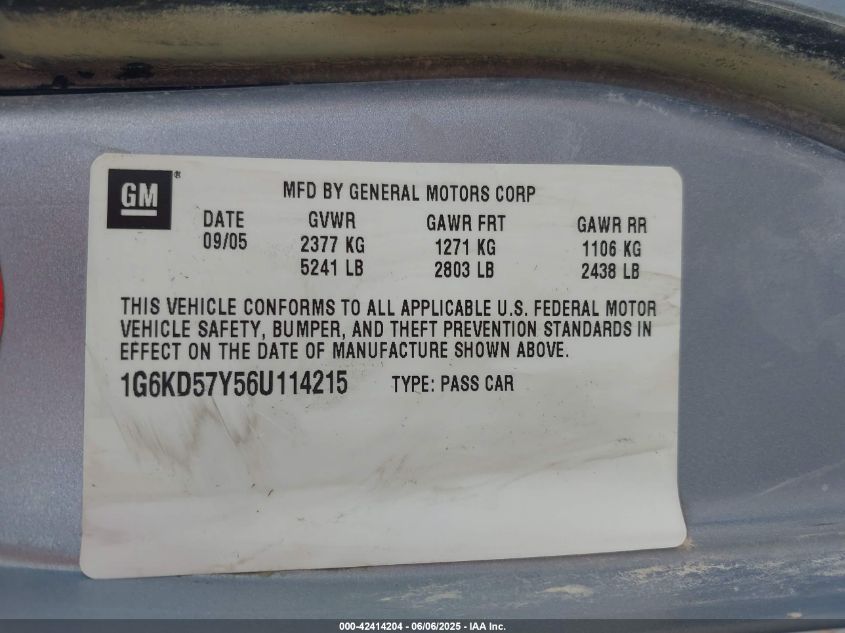 GM ®
MFD BY GENERAL MOTORS CORP
DATE GVWR GAWR FRT GAWR RR
09/05 2377 KG 1271 KG 1106 KG
5241 LB 2803 LB 2438 LB
THIS VEHICLE CONFORMS TO ALL APPLICABLE U.S. FEDERAL MOTOR
VEHICLE SAFETY, BUMPER, AND THEFT PREVENTION STANDARDS IN
EFFECT ON THE DATE OF MANUFACTURE SHOWN ABOVE.
1G6KD57Y56U114215 TYPE: PASS CAR
000-42414204 - 06/06/2025 - IAA Inc.